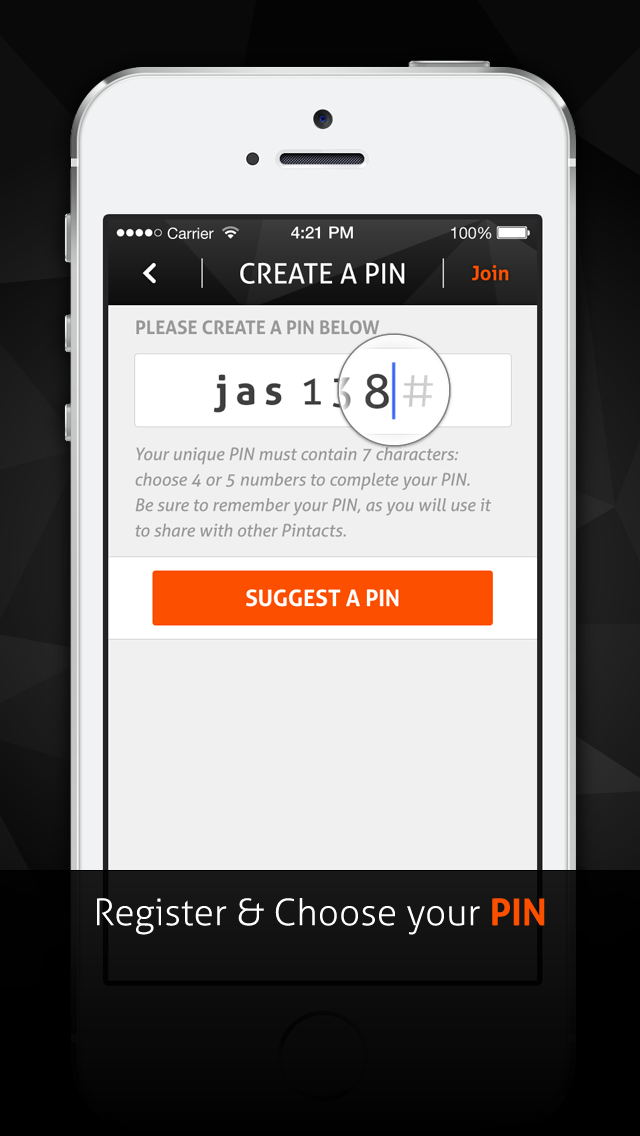 Carrier 4:21 PM 100%
CREATE A PIN Join
PLEASE CREATE A PIN BELOW
jas 138#
Your unique PIN must contain 7 characters:
choose 4 or 5 numbers to complete your PIN.
Be sure to remember your PIN, as you will use it
to share with other Pintacts.
SUGGEST A PIN
Register & Choose your PIN